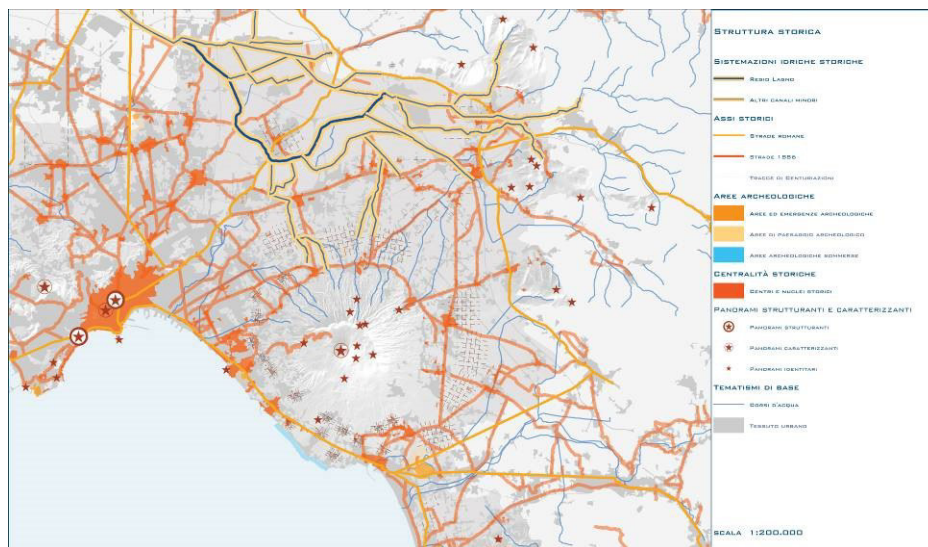 STRUTTURA STORICA
SISTEMAZIONI IDRICHE STORICHE
REGIO LAGNO
ALTRI CANALI MINORI
ASSI STORICI
STRADE ROMANE
STRADE 1886
TRACCE DI CENTURIAZIONI
AREE ARCHEOLOGICHE
AREE ED EMERGENZE ARCHEOLOGICHE
AREE DI PAESAGGIO ARCHEOLOGICO
AREE ARCHEOLOGICHE SOMMERSE
CENTRALITÀ STORICHE
CENTRI E NUCLEI STORICI
PANORAMI STRUTTURANTI E CARATTERIZZANTI
PANORAMI STRUTTURANTI
PANORAMI CARATTERIZZANTI
PANORAMI IDENTITARI
TEMATISMI DI BASE
CORSI D'ACQUA
TESSUTO URBANO
SCALA 1:200.000